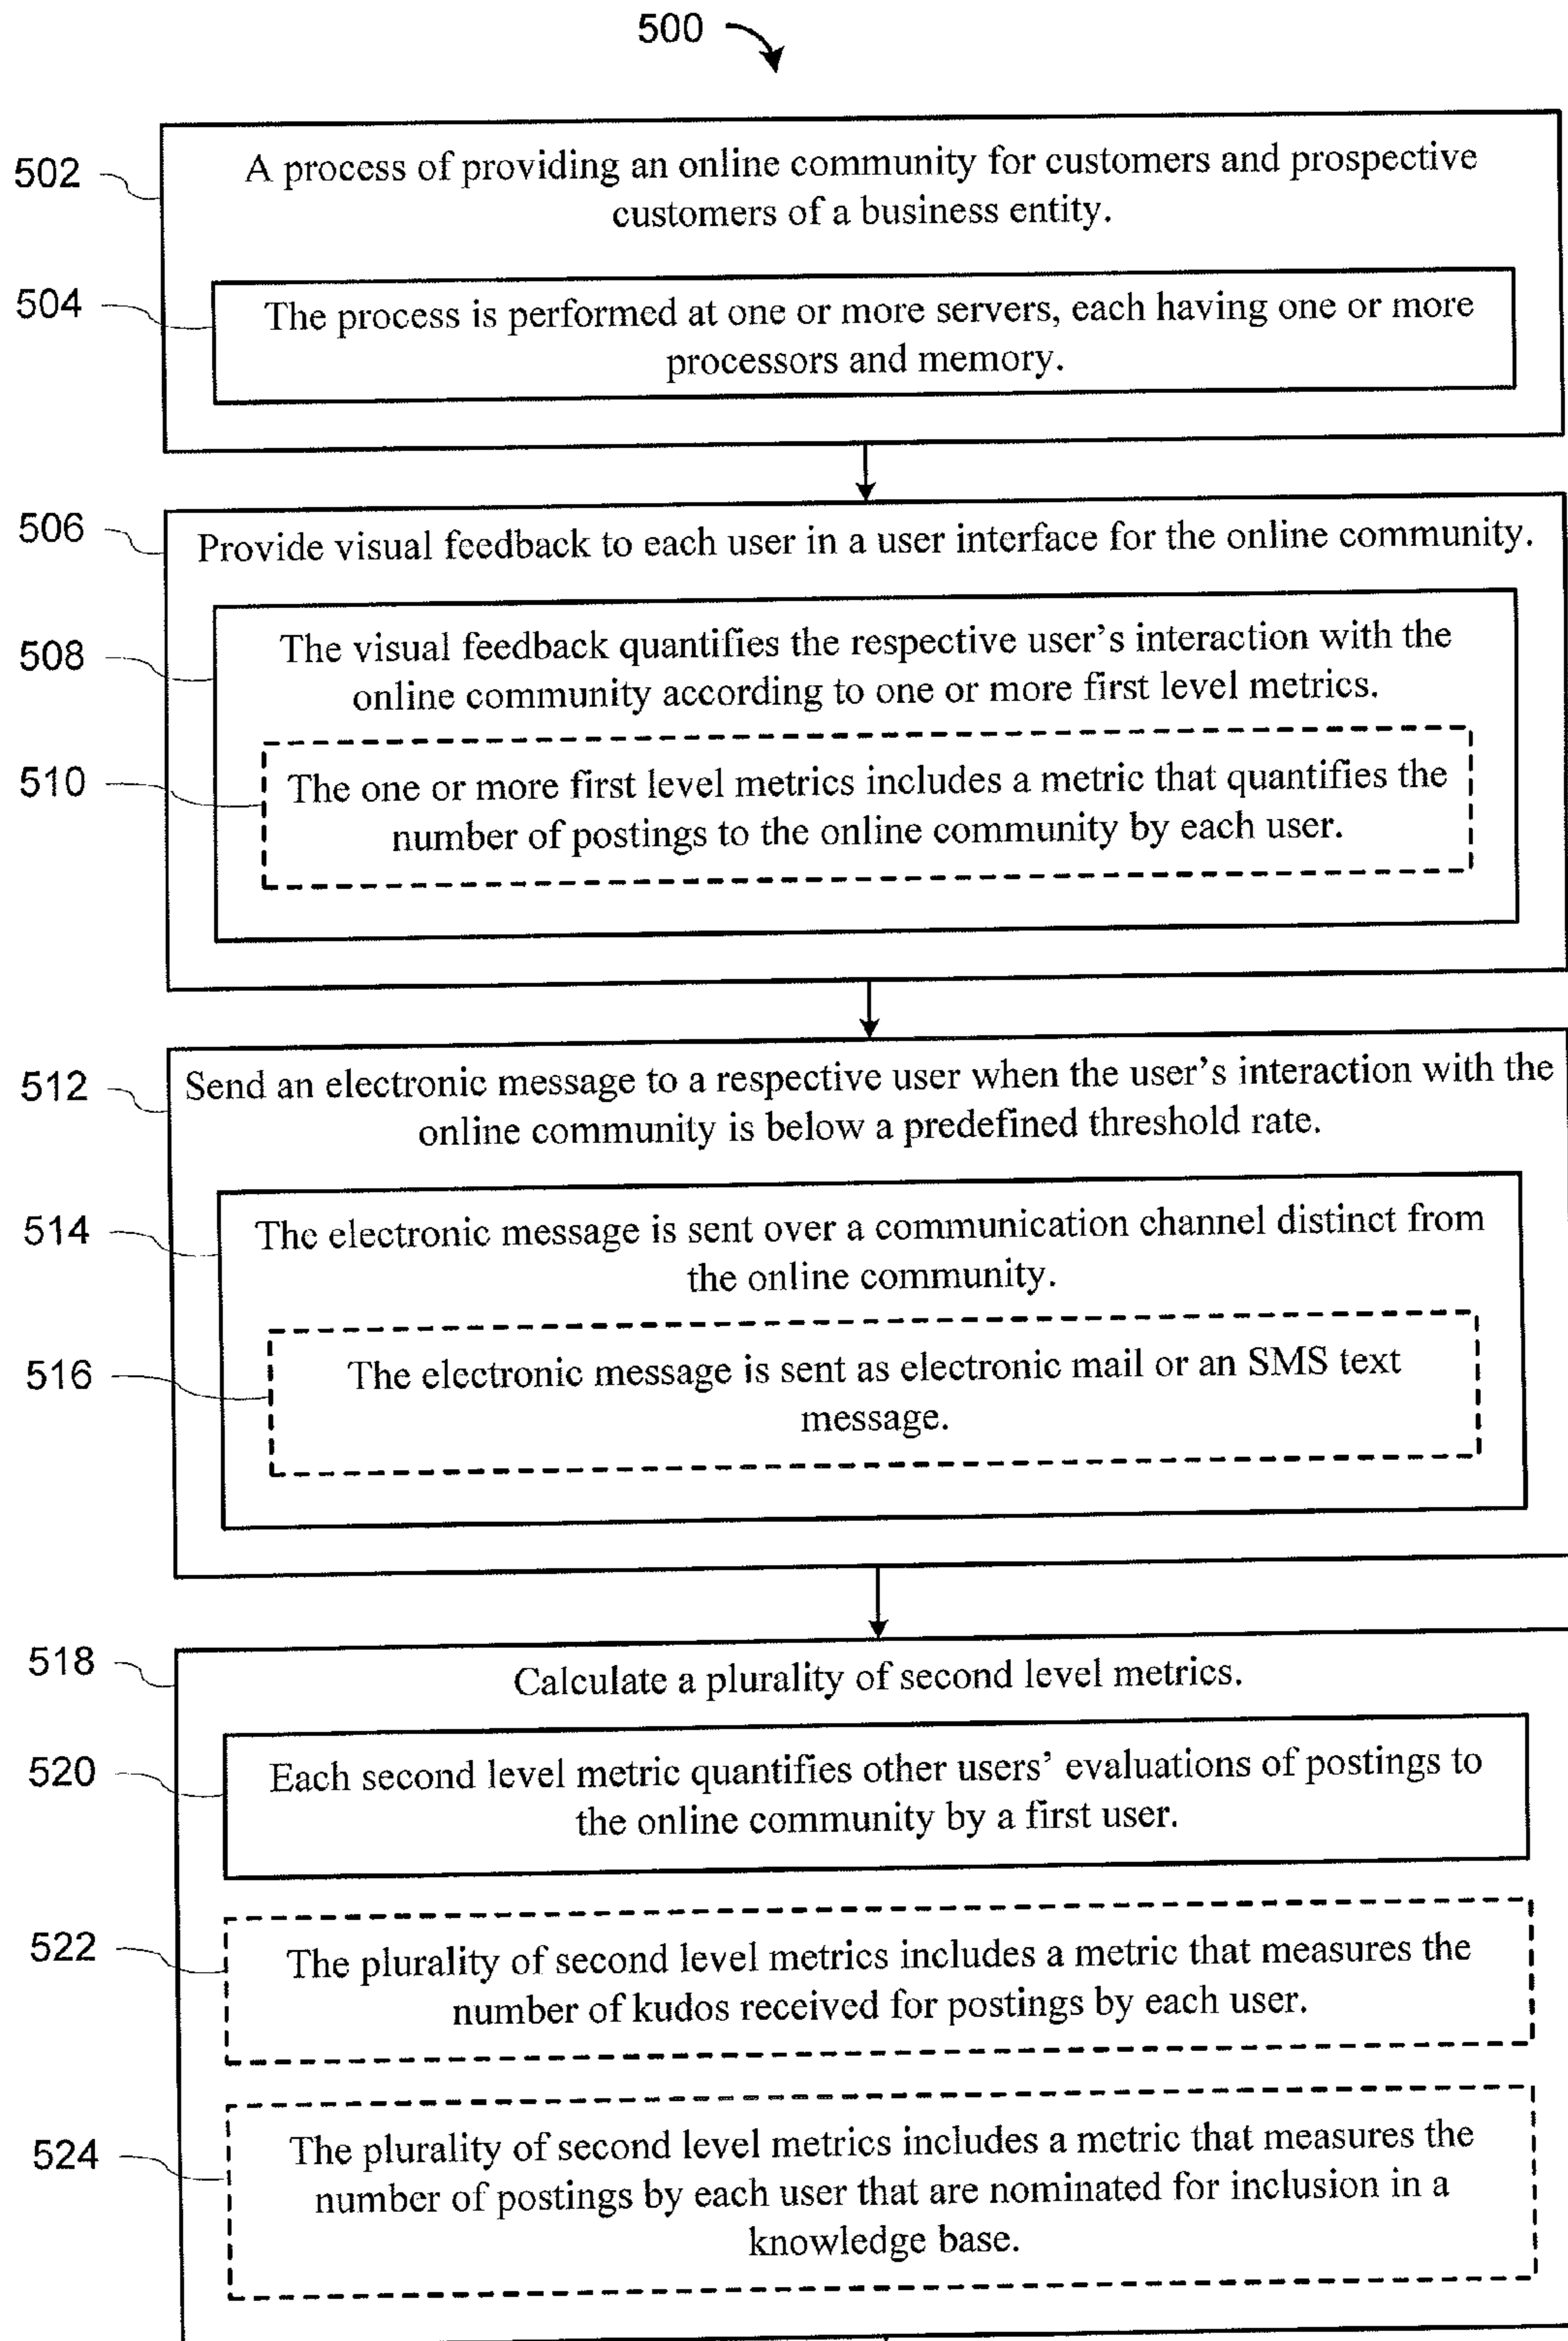 500
502
A process of providing an online community for customers and prospective
customers of a business entity.
504
The process is performed at one or more servers, each having one or more
processors and memory.
506
Provide visual feedback to each user in a user interface for the online community.
508
The visual feedback quantifies the respective user's interaction with the
online community according to one or more first level metrics.
510
The one or more first level metrics includes a metric that quantifies the
number of postings to the online community by each user.
512
Send an electronic message to a respective user when the user's interaction with the
online community is below a predefined threshold rate.
514
The electronic message is sent over a communication channel distinct from
the online community.
516
The electronic message is sent as electronic mail or an SMS text
message.
518
Calculate a plurality of second level metrics.
520
Each second level metric quantifies other users' evaluations of postings to
the online community by a first user.
522
The plurality of second level metrics includes a metric that measures the
number of kudos received for postings by each user.
524
The plurality of second level metrics includes a metric that measures the
number of postings by each user that are nominated for inclusion in a
knowledge base.